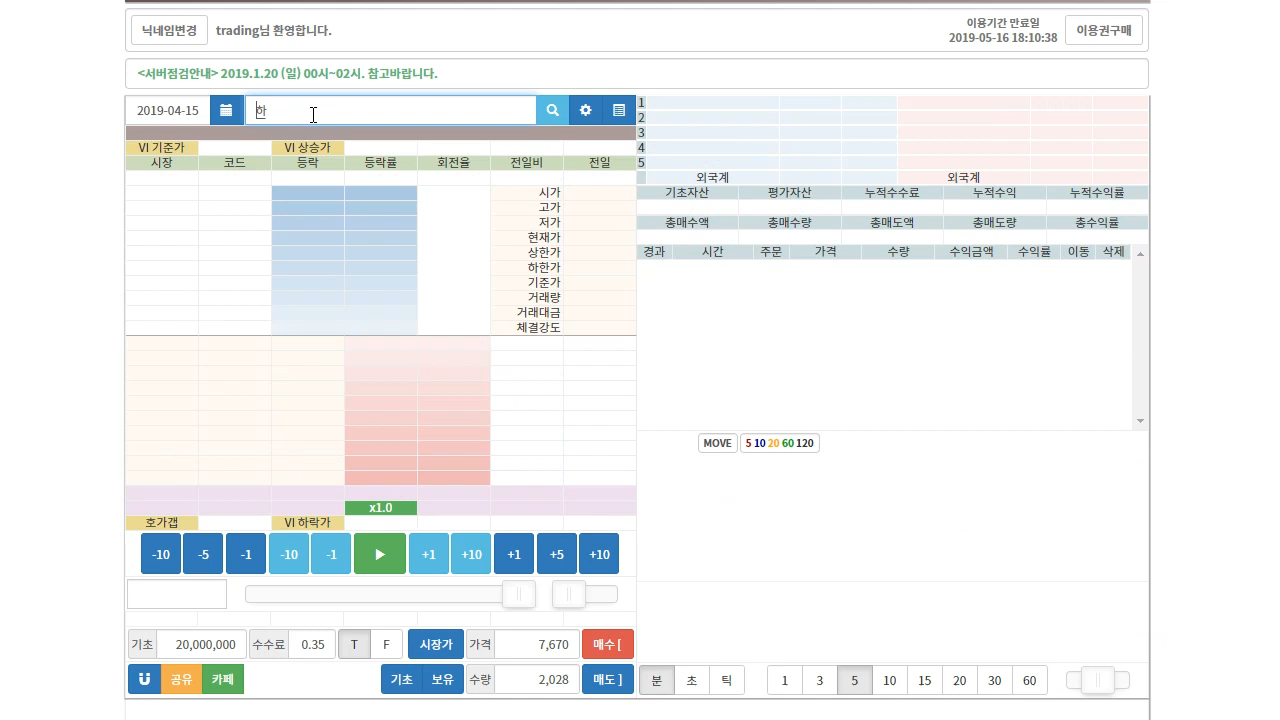 닉네임변경 trading님 환영합니다. 이용기간 만료일 2019-05-16 18:10:38 이용권구매
<서버점검안내> 2019.1.20 (일) 00시~02시. 참고바랍니다.
2019-04-15 하
1
2
3
4
5
VI 기준가 VI 상승가
시장 코드 등락 등락률 회전율 전일비 전일
시가
고가
저가
현재가
상한가
하한가
기준가
거래량
거래대금
체결강도
x1.0
호가갭 VI 하락가
외국계 외국계
기초자산 평가자산 누적수수료 누적수익 누적수익률
총매수액 총매수량 총매도액 총매도량 총수익률
경과 시간 주문 가격 수량 수익금액 수익률 이동 삭제
MOVE 5 10 20 60 120
-10 -5 -1 -10 -1 +1 +10 +1 +5 +10
기초 20,000,000 수수료 0.35 T F 시장가 가격 7,670 매수 [
공유 카페 기초 보유 수량 2,028 매도 ]
분 초 틱 1 3 5 10 15 20 30 60